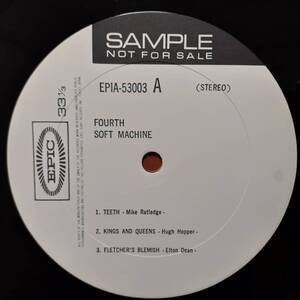 SAMPLE
NOT FOR SALE
EPIA-53003 A
(STEREO)
33⅓
EPIC
FOURTH
SOFT MACHINE
1. TEETH - Mike Ratledge -
2. KINGS AND QUEENS - Hugh Hopper -
3. FLETCHER'S BLEMISH - Elton Dean -